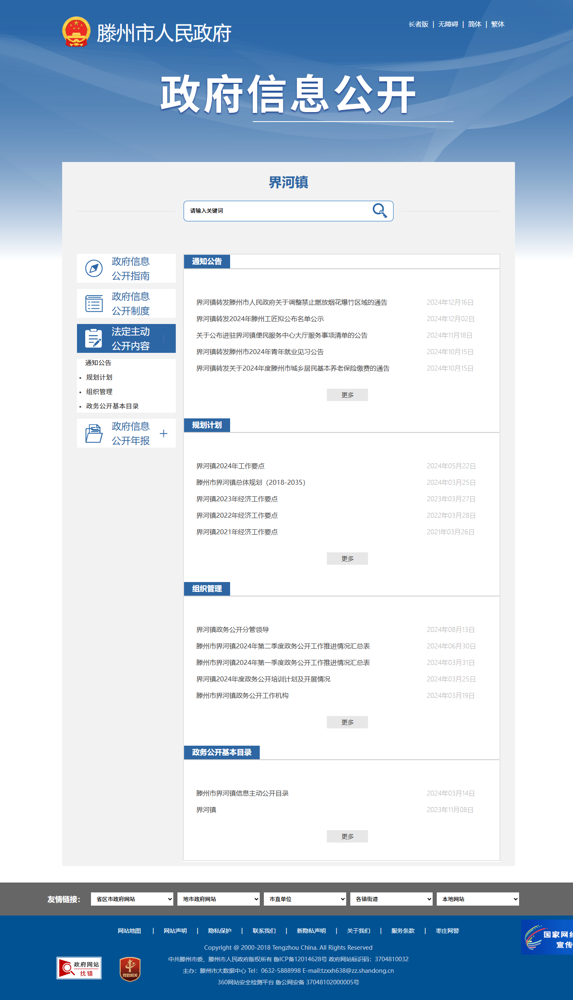 滕州市人民政府
长者版 | 无障碍 | 简体 | 繁体
政府信息公开
界河镇
请输入关键词
政府信息
公开指南
政府信息
公开制度
法定主动
公开内容
通知公告
• 规划计划
• 组织管理
• 政务公开基本目录
政府信息
公开年报 +
通知公告
界河镇转发滕州市人民政府关于调整禁止燃放烟花爆竹区域的通告 2024年12月16日
界河镇转发2024年滕州工匠拟公布名单公示 2024年12月02日
关于公布进驻界河镇便民服务中心大厅服务事项清单的公告 2024年11月18日
界河镇转发滕州市2024年青年就业见习公告 2024年10月15日
界河镇转发关于2024年度滕州市城乡居民基本养老保险缴费的通告 2024年10月15日
更多
规划计划
界河镇2024年工作要点 2024年05月22日
滕州市界河镇总体规划（2018-2035） 2024年03月25日
界河镇2023年经济工作要点 2023年03月27日
界河镇2022年经济工作要点 2022年03月28日
界河镇2021年经济工作要点 2021年03月26日
更多
组织管理
界河镇政务公开分管领导 2024年08月13日
滕州市界河镇2024年第二季度政务公开工作推进情况汇总表 2024年06月30日
滕州市界河镇2024年第一季度政务公开工作推进情况汇总表 2024年03月31日
界河镇2024年度政务公开培训计划及开展情况 2024年03月25日
滕州市界河镇政务公开工作机构 2024年03月19日
更多
政务公开基本目录
滕州市界河镇信息主动公开目录 2024年03月14日
界河镇 2023年11月08日
更多
友情链接： 省区市政府网站 地市政府网站 市直单位 各镇街道 本地网站
网站地图 | 网站声明 | 隐私保护 | 联系我们 | 新隐私声明 | 关于我们 | 服务条款 | 枣庄网警
Copyright @ 2000-2018 Tengzhou China. All Rights Reserved
中共滕州市委、滕州市人民政府版权所有 鲁ICP备12014628号 政府网站标识码：3704810032
主办：滕州市大数据中心 Tel：0632-5888998 E-mail:tzxxh638@zz.shandong.cn
360网站安全检测平台 鲁公网安备 37048102000005号
政府网站
找错
党政机关
国家网络
宣传